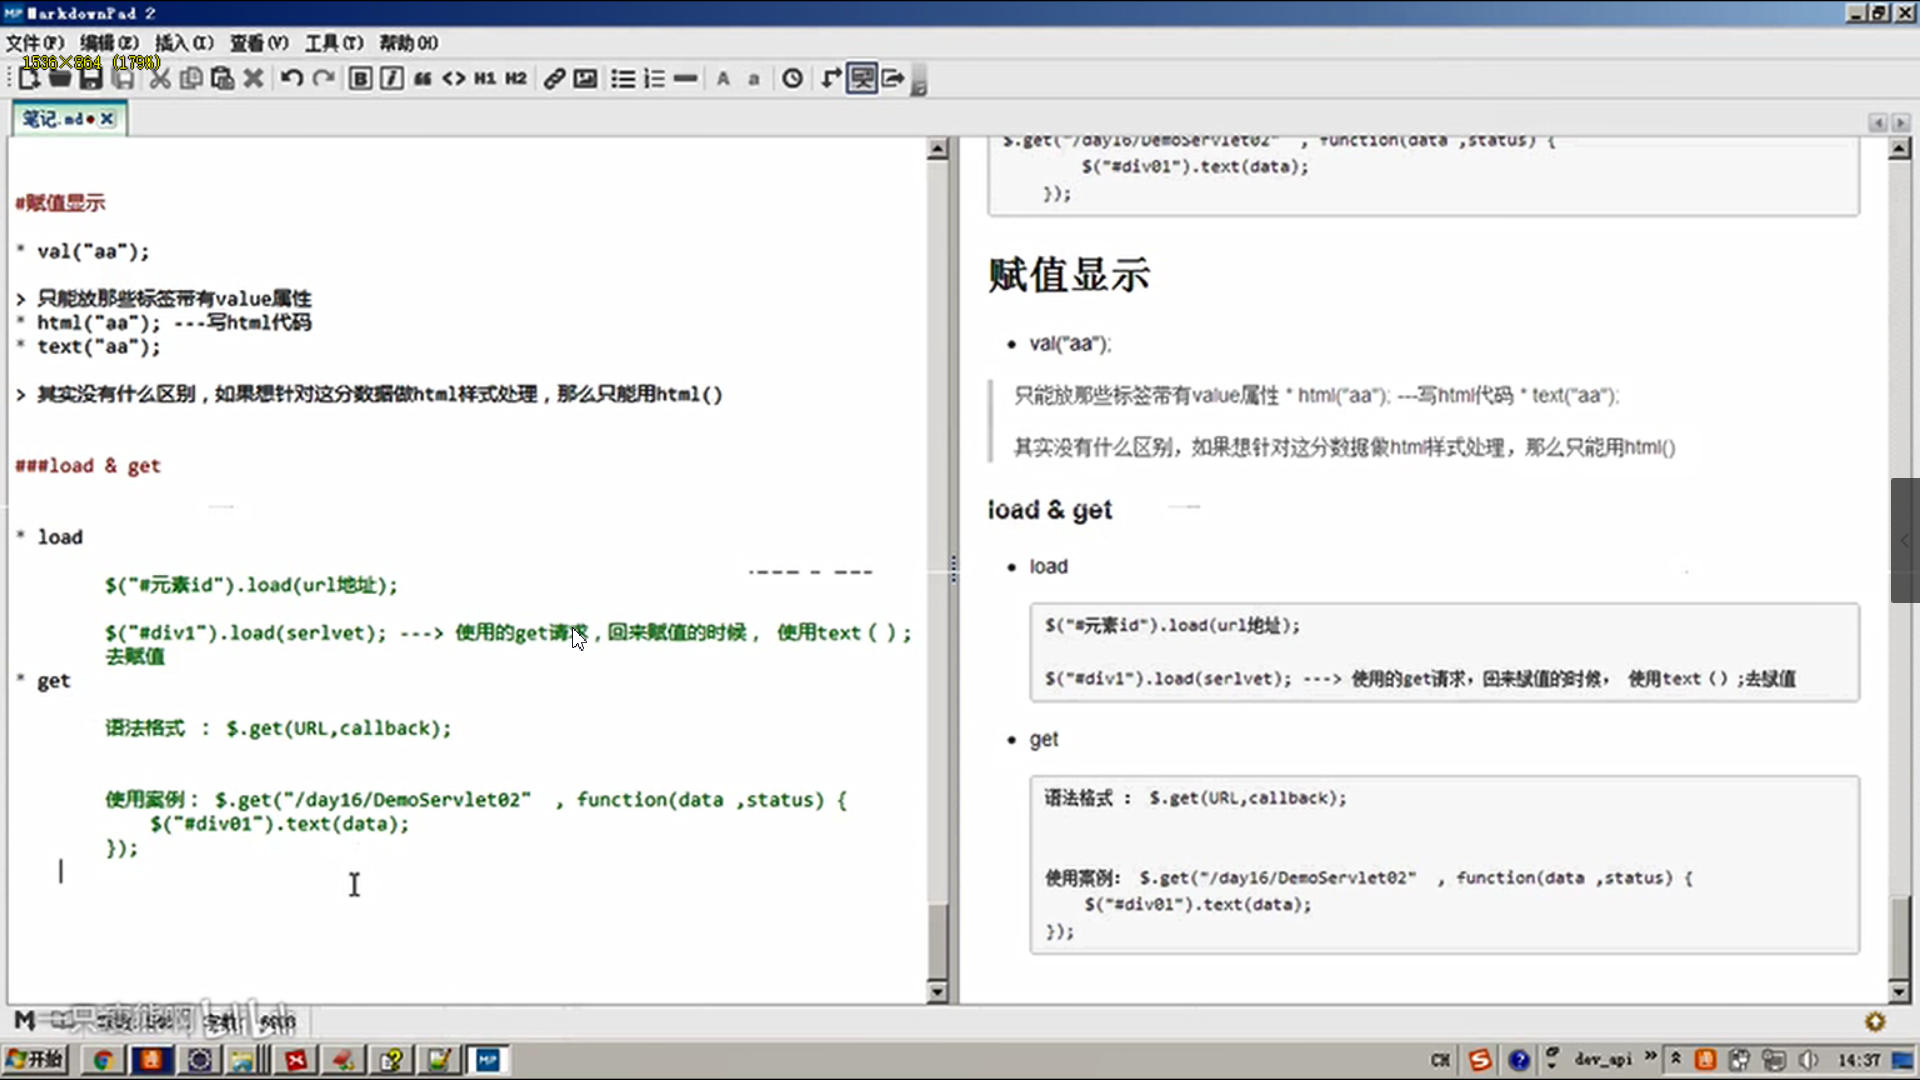 MarkdownPad 2
文件(F) 编辑(E) 插入(I) 查看(V) 工具(T) 帮助(H)
1536×864 (179%)
B I H1 H2 A a
笔记.md
#赋值显示
* val("aa");
> 只能放那些标签带有value属性
* html("aa"); ---写html代码
* text("aa");
> 其实没有什么区别，如果想针对这分数据做html样式处理，那么只能用html()
###load & get
* load
$("#元素id").load(url地址);
$("#div1").load(serlvet); ---> 使用的get请求，回来赋值的时候， 使用text（）;
去赋值
* get
语法格式 ： $.get(URL,callback);
使用案例： $.get("/day16/DemoServlet02"  , function(data ,status) {
$("#div01").text(data);
});
$.get("/day16/DemoServlet02"  , function(data ,status) {
$("#div01").text(data);
});
赋值显示
• val("aa");
只能放那些标签带有value属性 * html("aa"); ---写html代码 * text("aa");
其实没有什么区别，如果想针对这分数据做html样式处理，那么只能用html()
load & get
• load
$("#元素id").load(url地址);
$("#div1").load(serlvet); ---> 使用的get请求，回来赋值的时候， 使用text（）;去赋值
• get
语法格式 ： $.get(URL,callback);
使用案例： $.get("/day16/DemoServlet02"  , function(data ,status) {
$("#div01").text(data);
});
开始
CH
dev_api
14:37